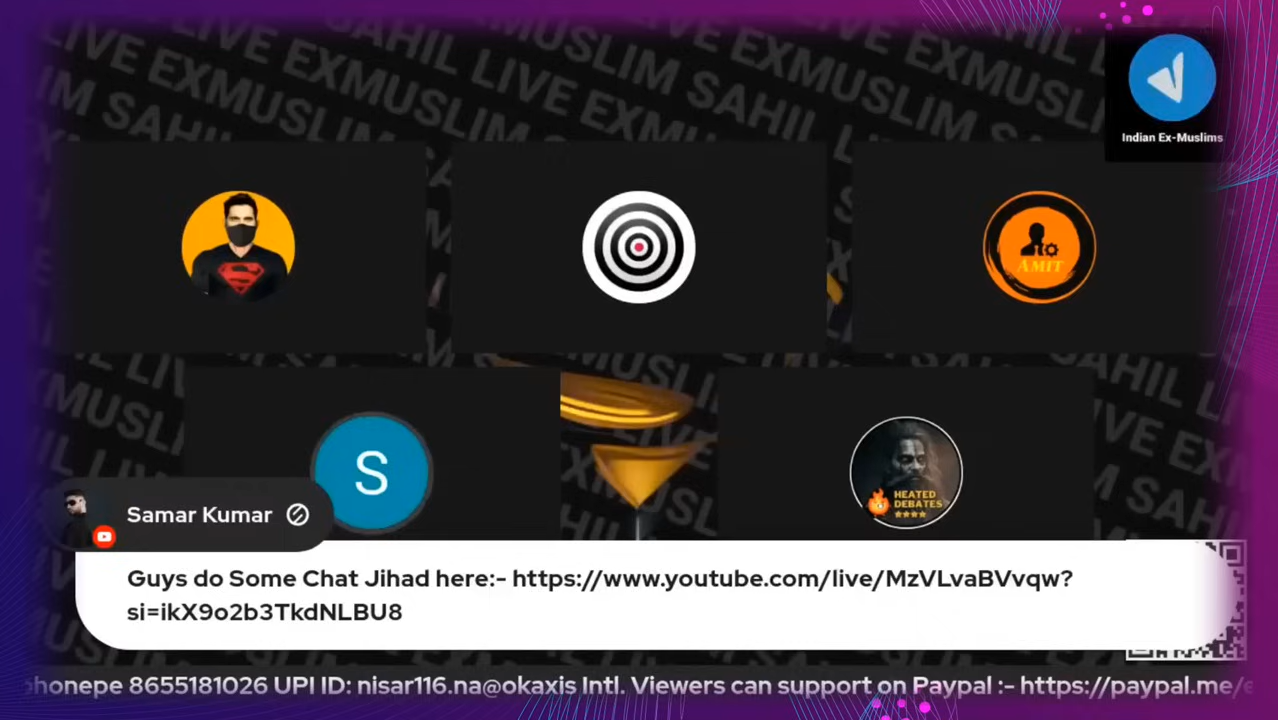 Indian Ex-Muslims
AMIT
S
HEATED
DEBATES
Samar Kumar
Guys do Some Chat Jihad here:- https://www.youtube.com/live/MzVLvaBVvqw?
si=ikX9o2b3TkdNLBU8
phonepe 8655181026 UPI ID: nisar116.na@okaxis Intl. Viewers can support on Paypal :- https://paypal.me/e